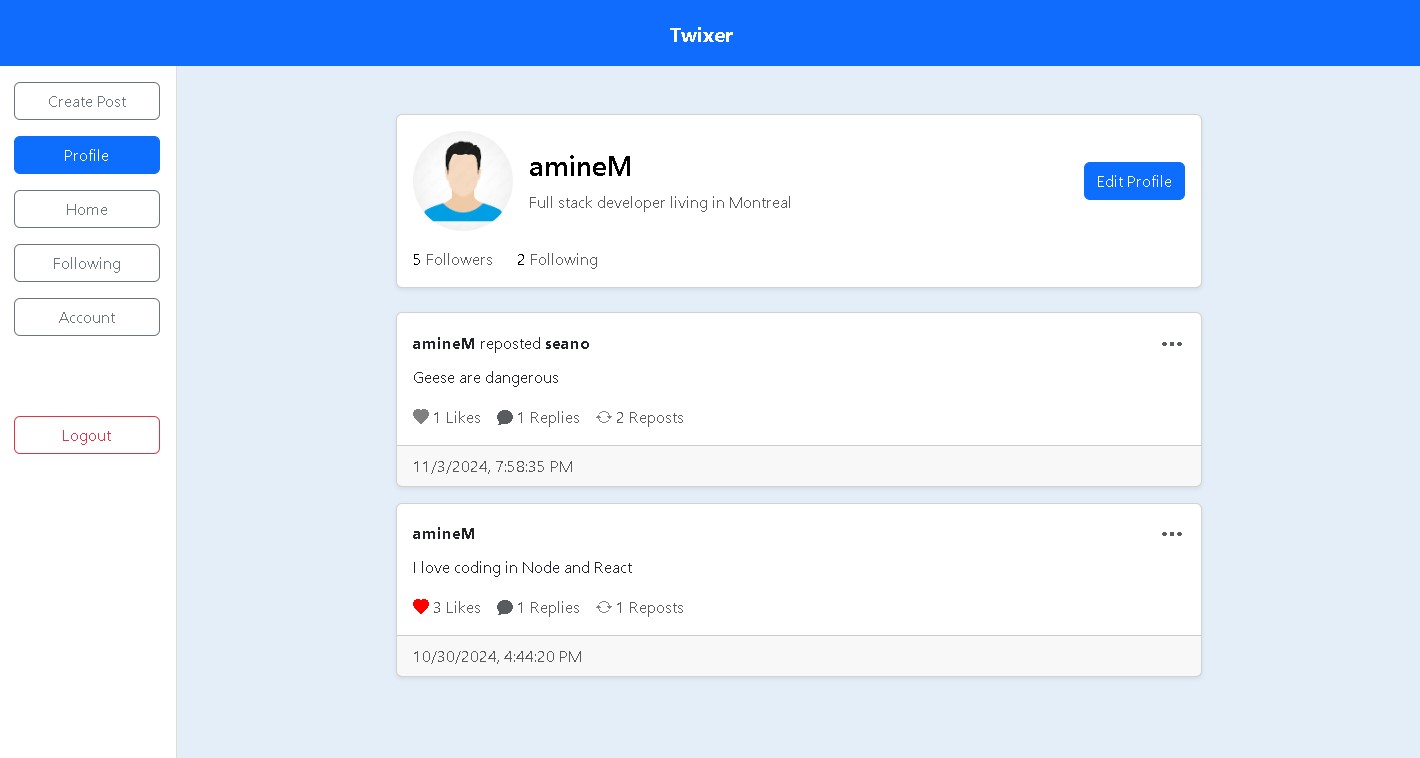 Twixer
Create Post
Profile
Home
Following
Account
Logout
amineM
Full stack developer living in Montreal
Edit Profile
5 Followers 2 Following
amineM reposted seano
Geese are dangerous
1 Likes 1 Replies 2 Reposts
11/3/2024, 7:58:35 PM
amineM
I love coding in Node and React
3 Likes 1 Replies 1 Reposts
10/30/2024, 4:44:20 PM